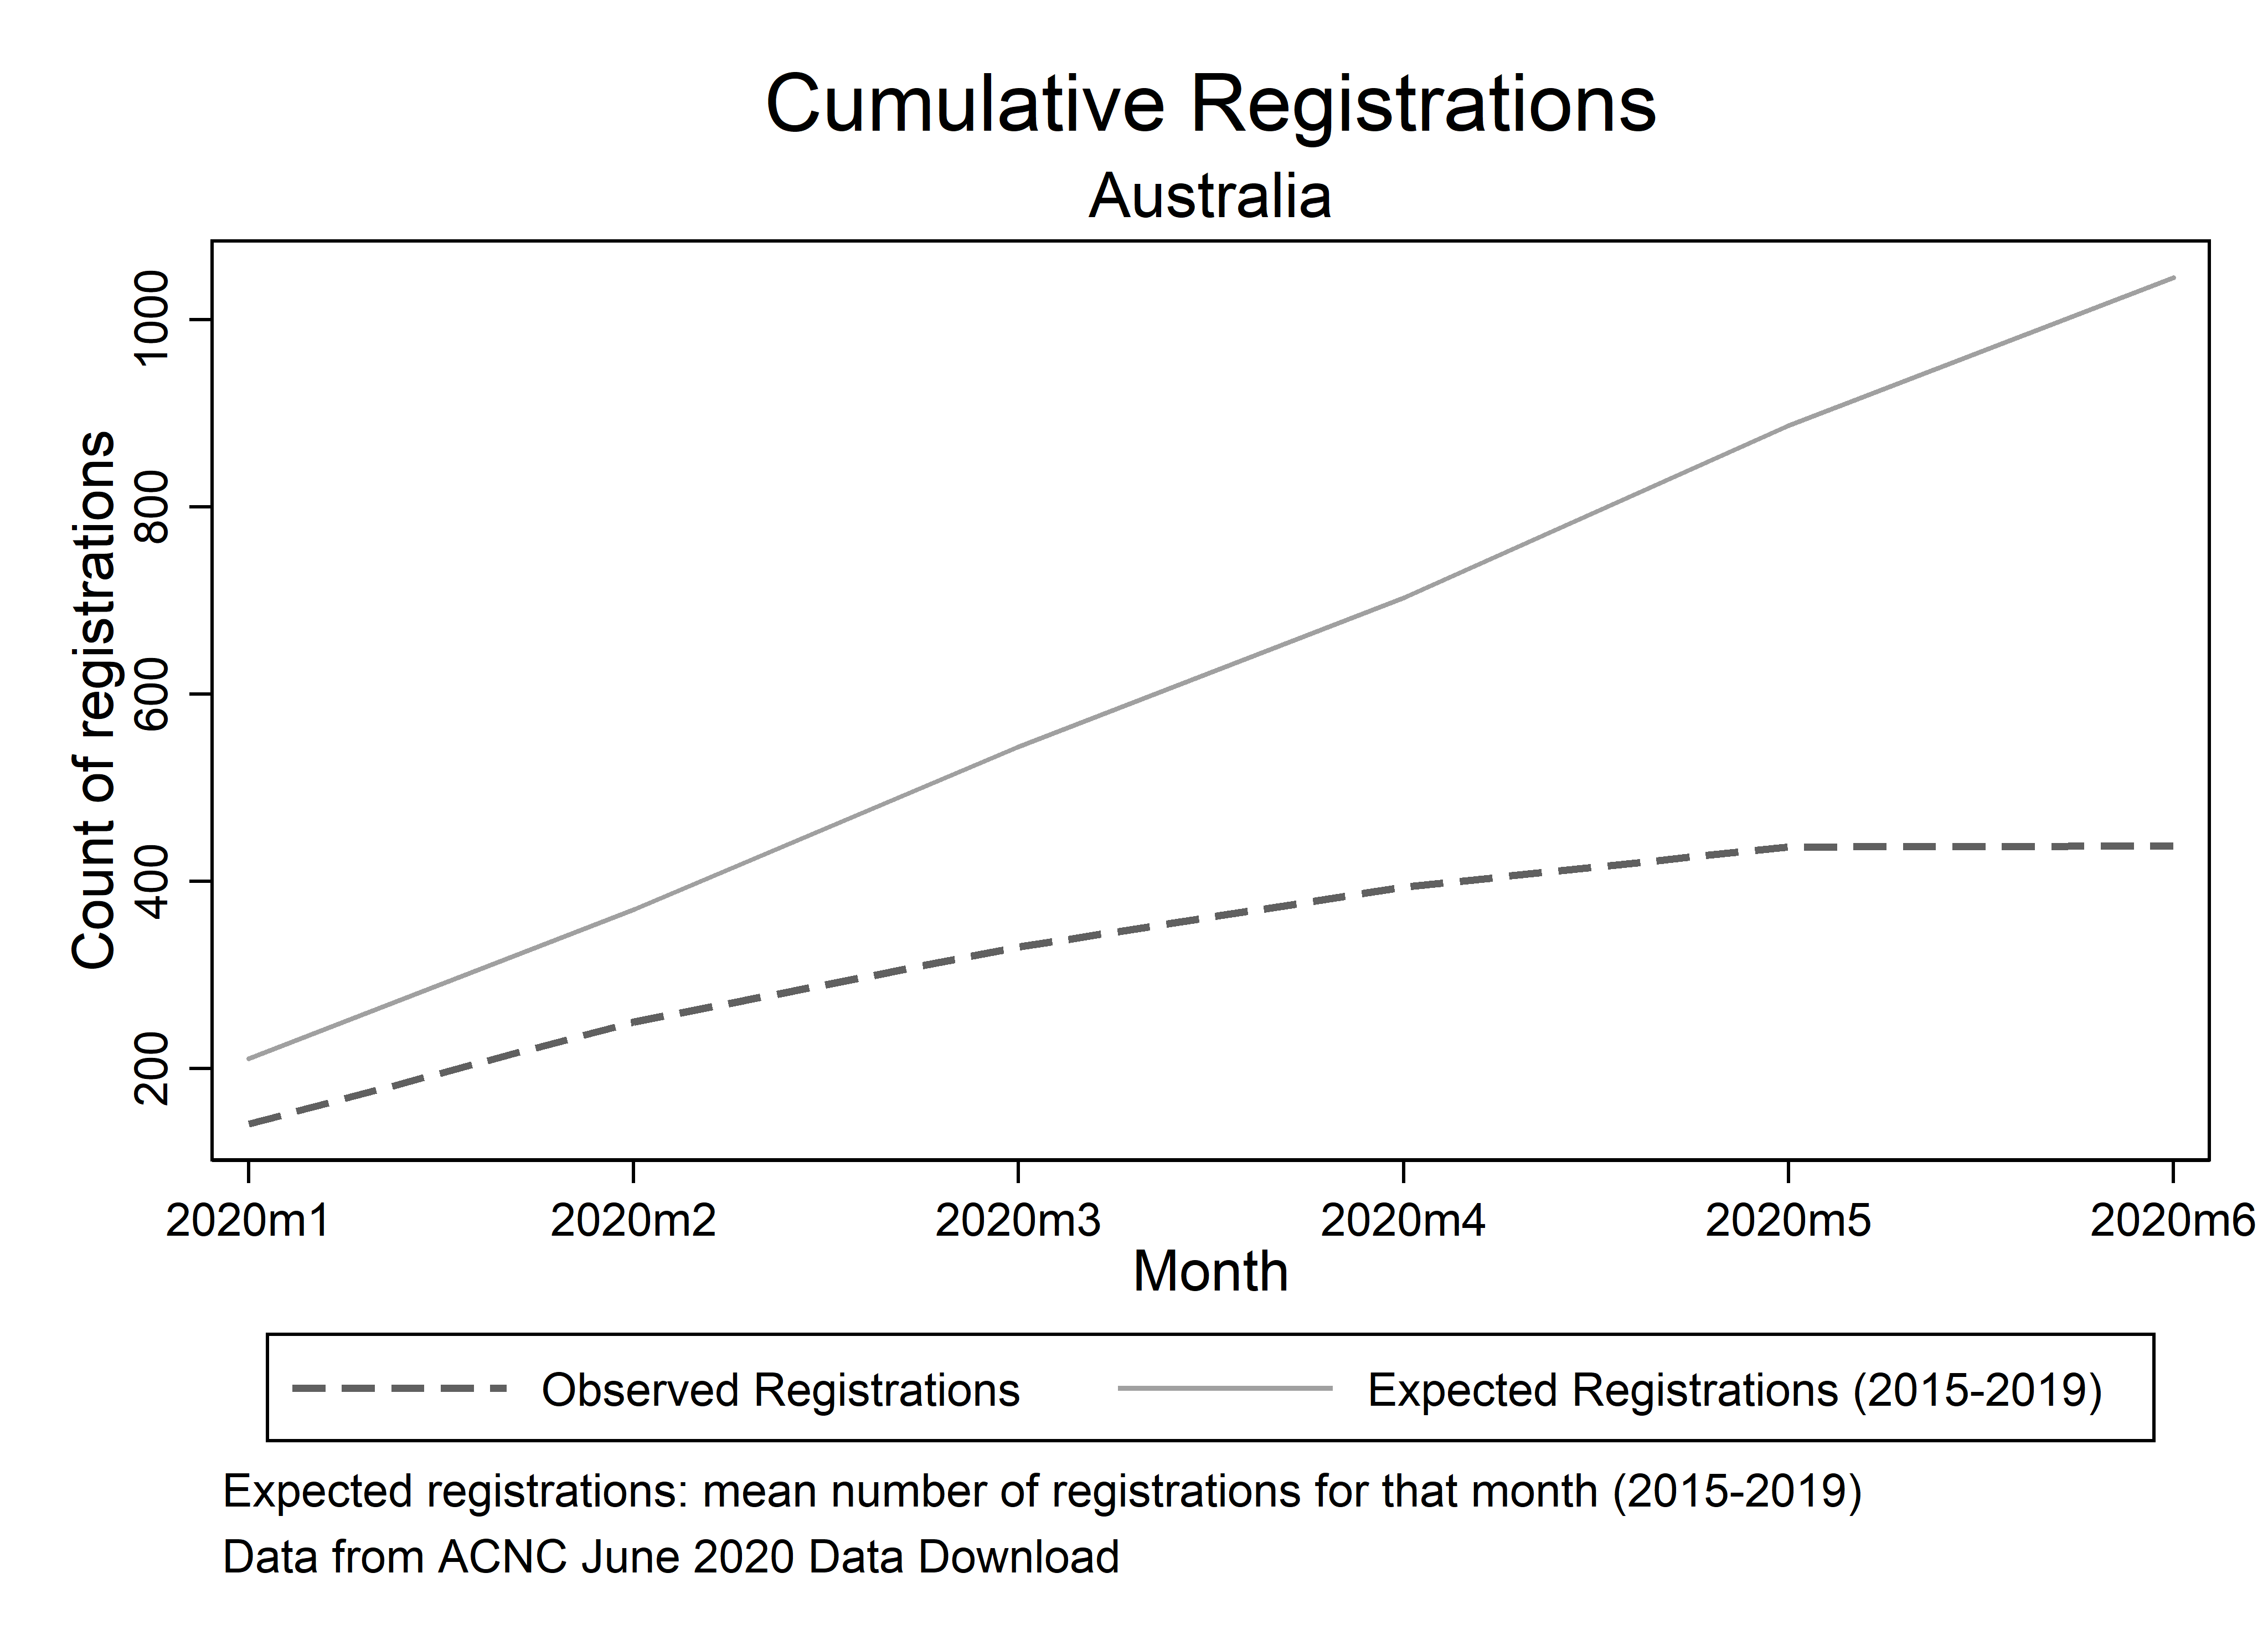 Cumulative Registrations
Australia
Count of registrations
1000
800
600
400
200
2020m1 2020m2 2020m3 2020m4 2020m5 2020m6
Month
Observed Registrations Expected Registrations (2015-2019)
Expected registrations: mean number of registrations for that month (2015-2019)
Data from ACNC June 2020 Data Download